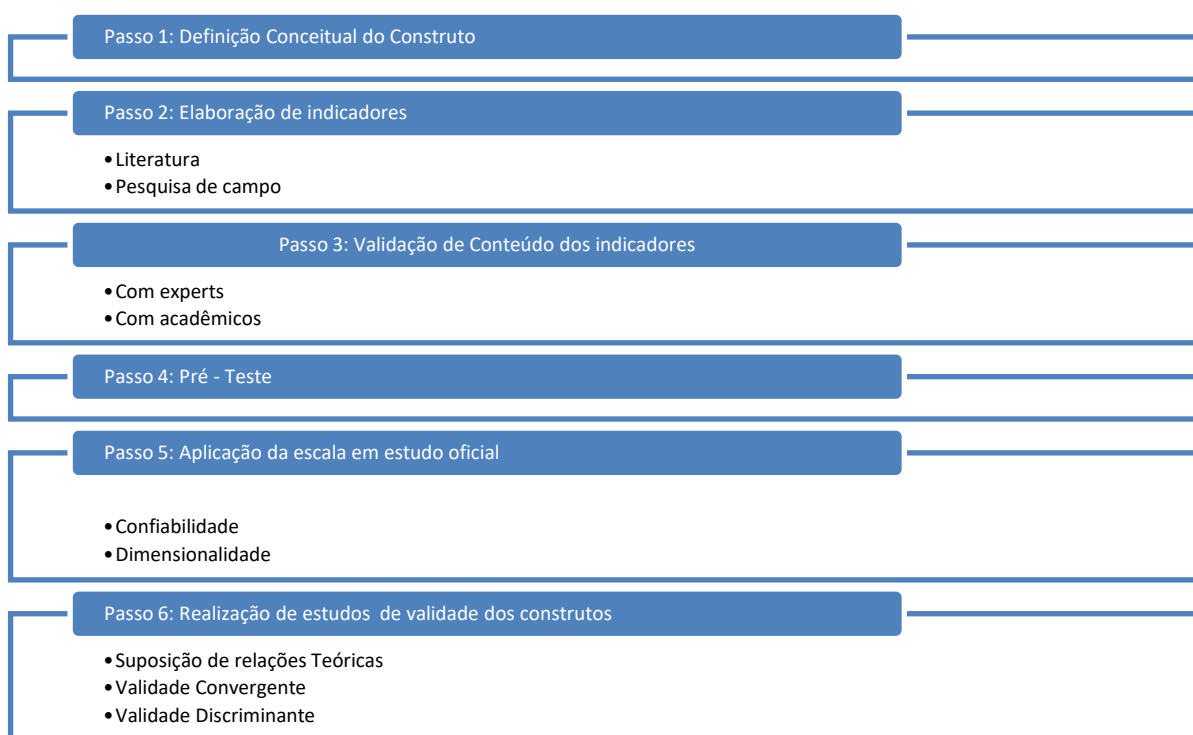 Passo 1: Definição Conceitual do Construto
Passo 2: Elaboração de indicadores
•Literatura
•Pesquisa de campo
Passo 3: Validação de Conteúdo dos indicadores
•Com experts
•Com acadêmicos
Passo 4: Pré - Teste
Passo 5: Aplicação da escala em estudo oficial
•Confiabilidade
•Dimensionalidade
Passo 6: Realização de estudos de validade dos construtos
•Suposição de relações Teóricas
•Validade Convergente
•Validade Discriminante